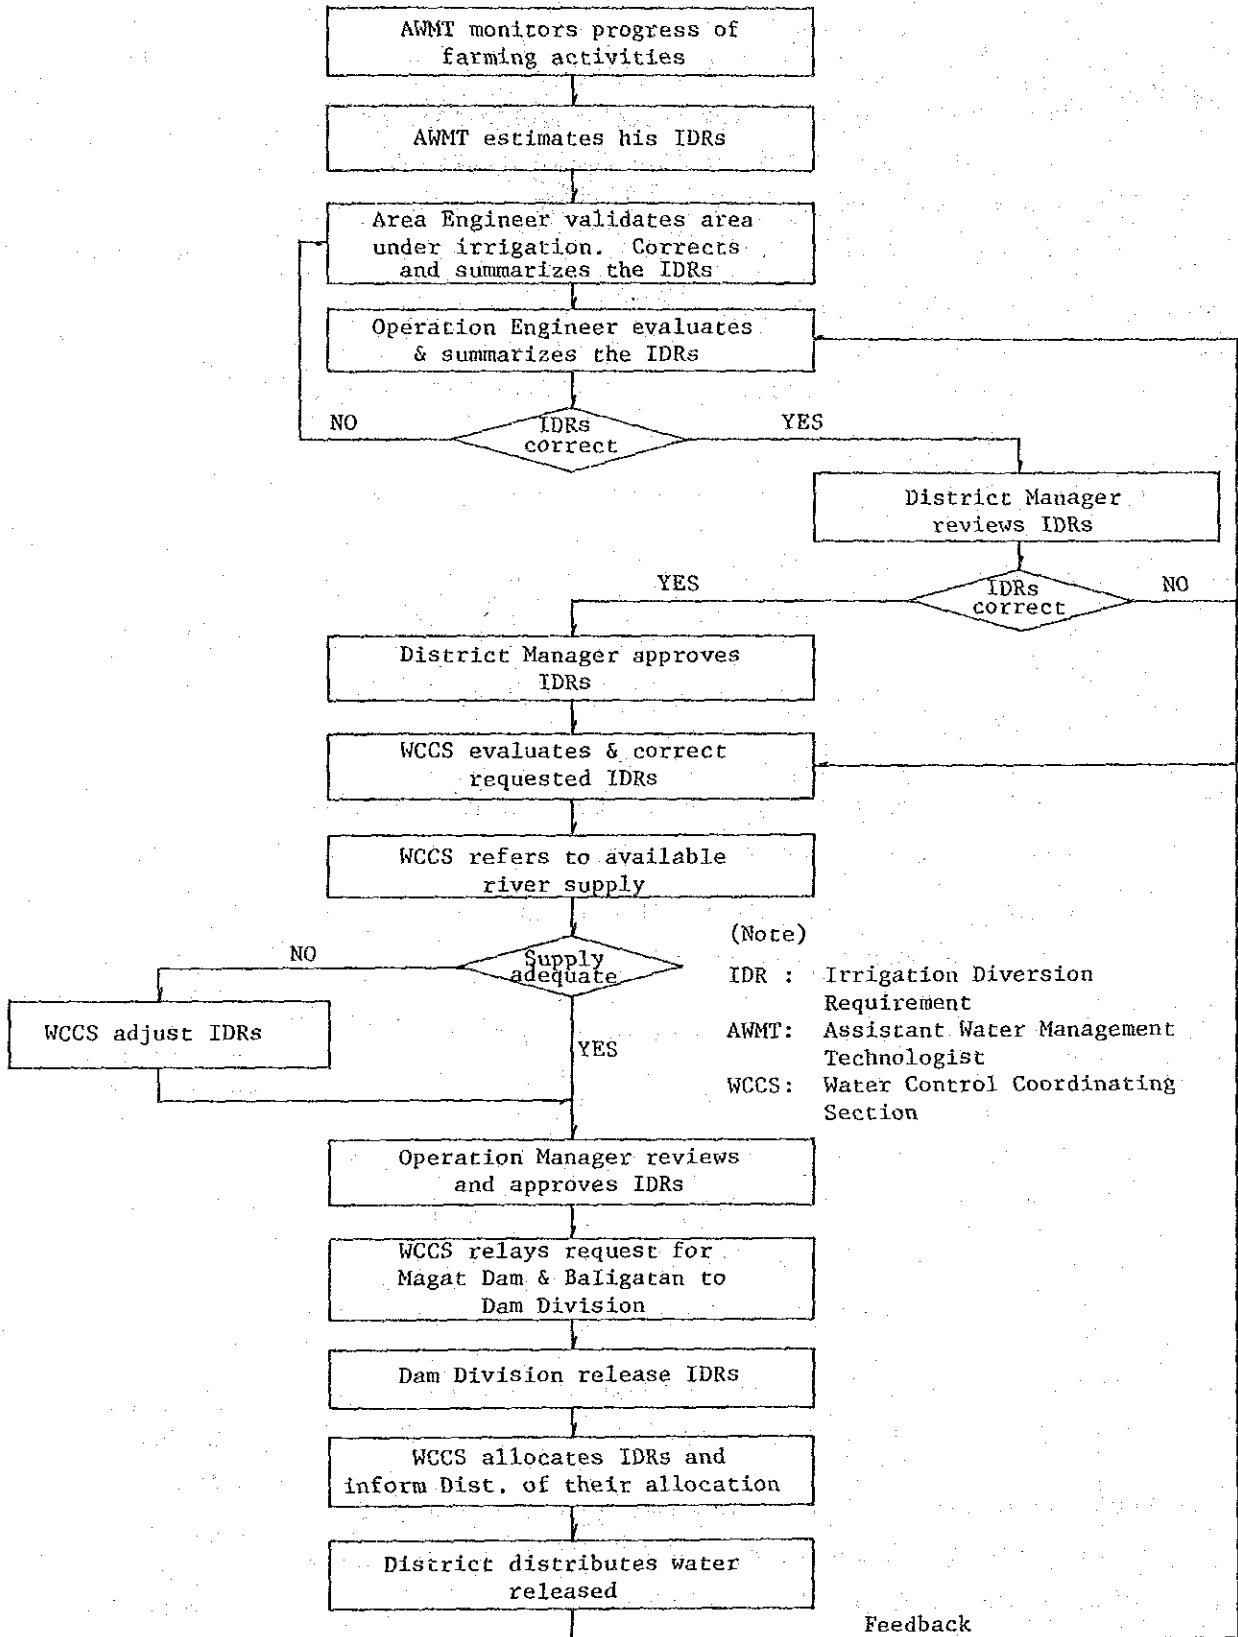 AWMT monitors progress of
farming activities
AWMT estimates his IDRs
Area Engineer validates area
under irrigation. Corrects
and summarizes the IDRs
Operation Engineer evaluates
& summarizes the IDRs
IDRs
correct
NO
YES
District Manager
reviews IDRs
IDRs
correct
YES
NO
District Manager approves
IDRs
WCCS evaluates & correct
requested IDRs
WCCS refers to available
river supply
Supply
adequate
NO
YES
WCCS adjust IDRs
(Note)
IDR : Irrigation Diversion
Requirement
AWMT: Assistant Water Management
Technologist
WCCS: Water Control Coordinating
Section
Operation Manager reviews
and approves IDRs
WCCS relays request for
Magat Dam & Baligatan to
Dam Division
Dam Division release IDRs
WCCS allocates IDRs and
inform Dist. of their allocation
District distributes water
released
Feedback